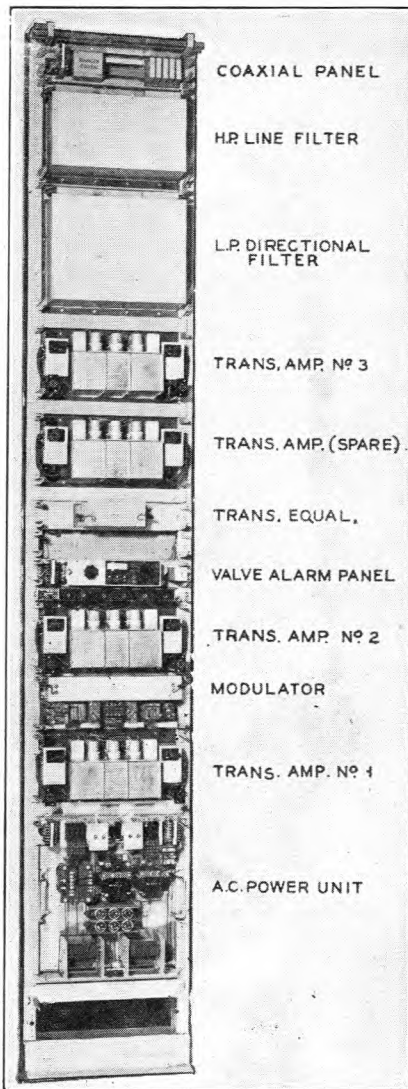 COAXIAL PANEL
H.P. LINE FILTER
L.P. DIRECTIONAL
FILTER
TRANS. AMP. Nº 3
TRANS. AMP. (SPARE)
TRANS. EQUAL.
VALVE ALARM PANEL
TRANS. AMP. Nº 2
MODULATOR
TRANS. AMP. Nº 1
A.C. POWER UNIT